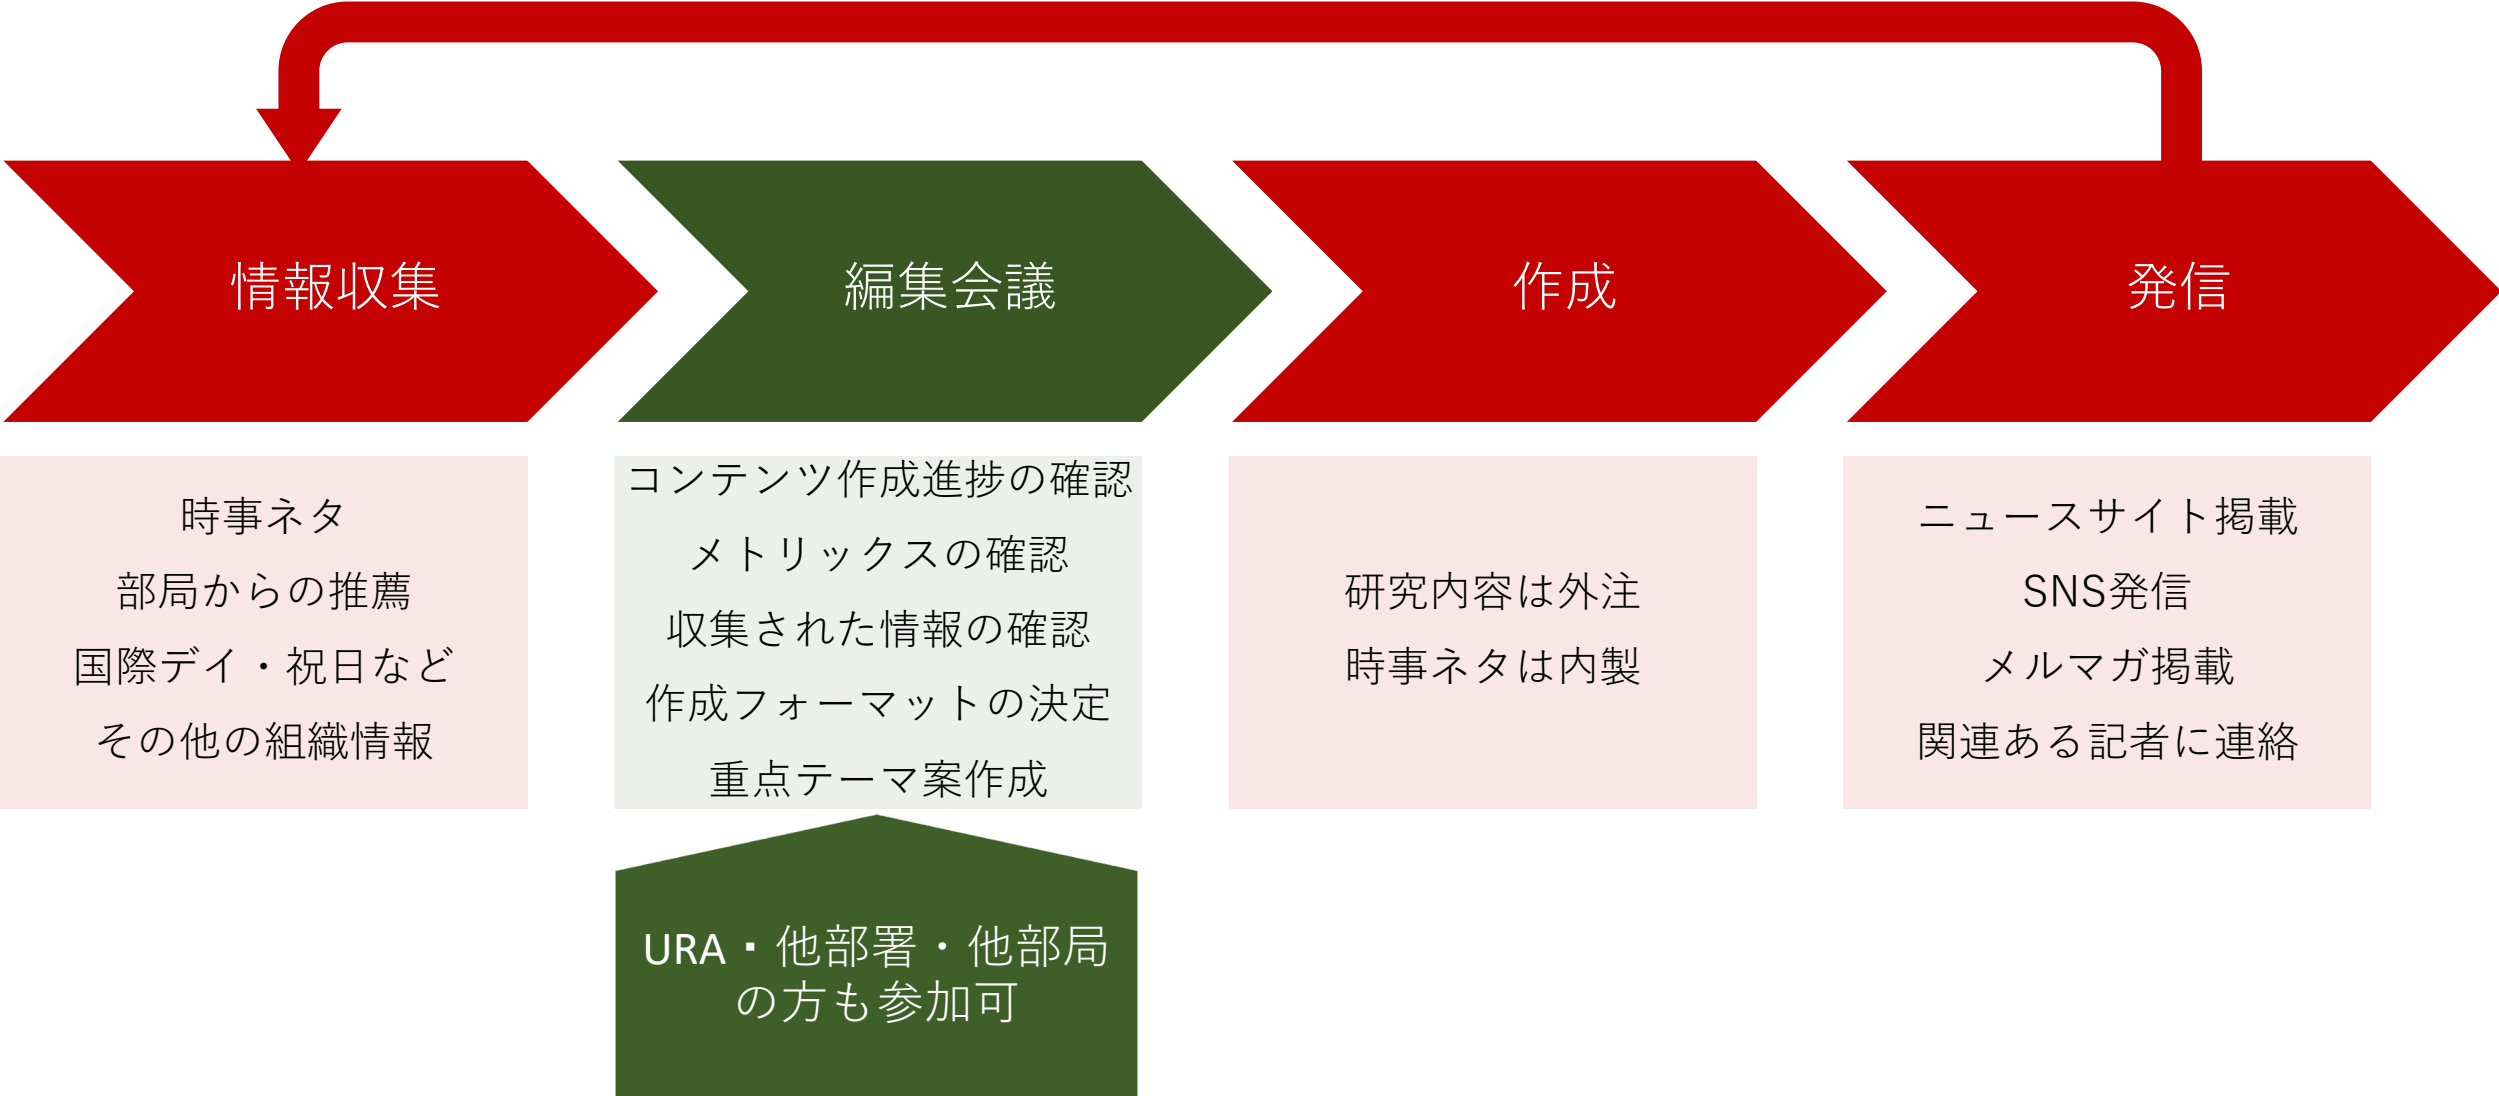 情報収集
編集会議
作成
発信
時事ネタ
部局からの推薦
国際デイ・祝日など
その他の組織情報
コンテンツ作成進捗の確認
メトリックスの確認
収集された情報の確認
作成フォーマットの決定
重点テーマ案作成
研究内容は外注
時事ネタは内製
ニュースサイト掲載
SNS発信
メルマガ掲載
関連ある記者に連絡
URA・他部署・他部局
の方も参加可